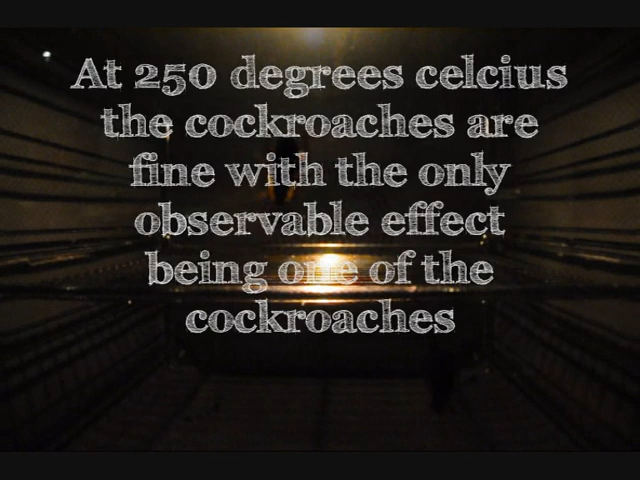 At 250 degrees celcius
the cockroaches are
fine with the only
observable effect
being one of the
cockroaches